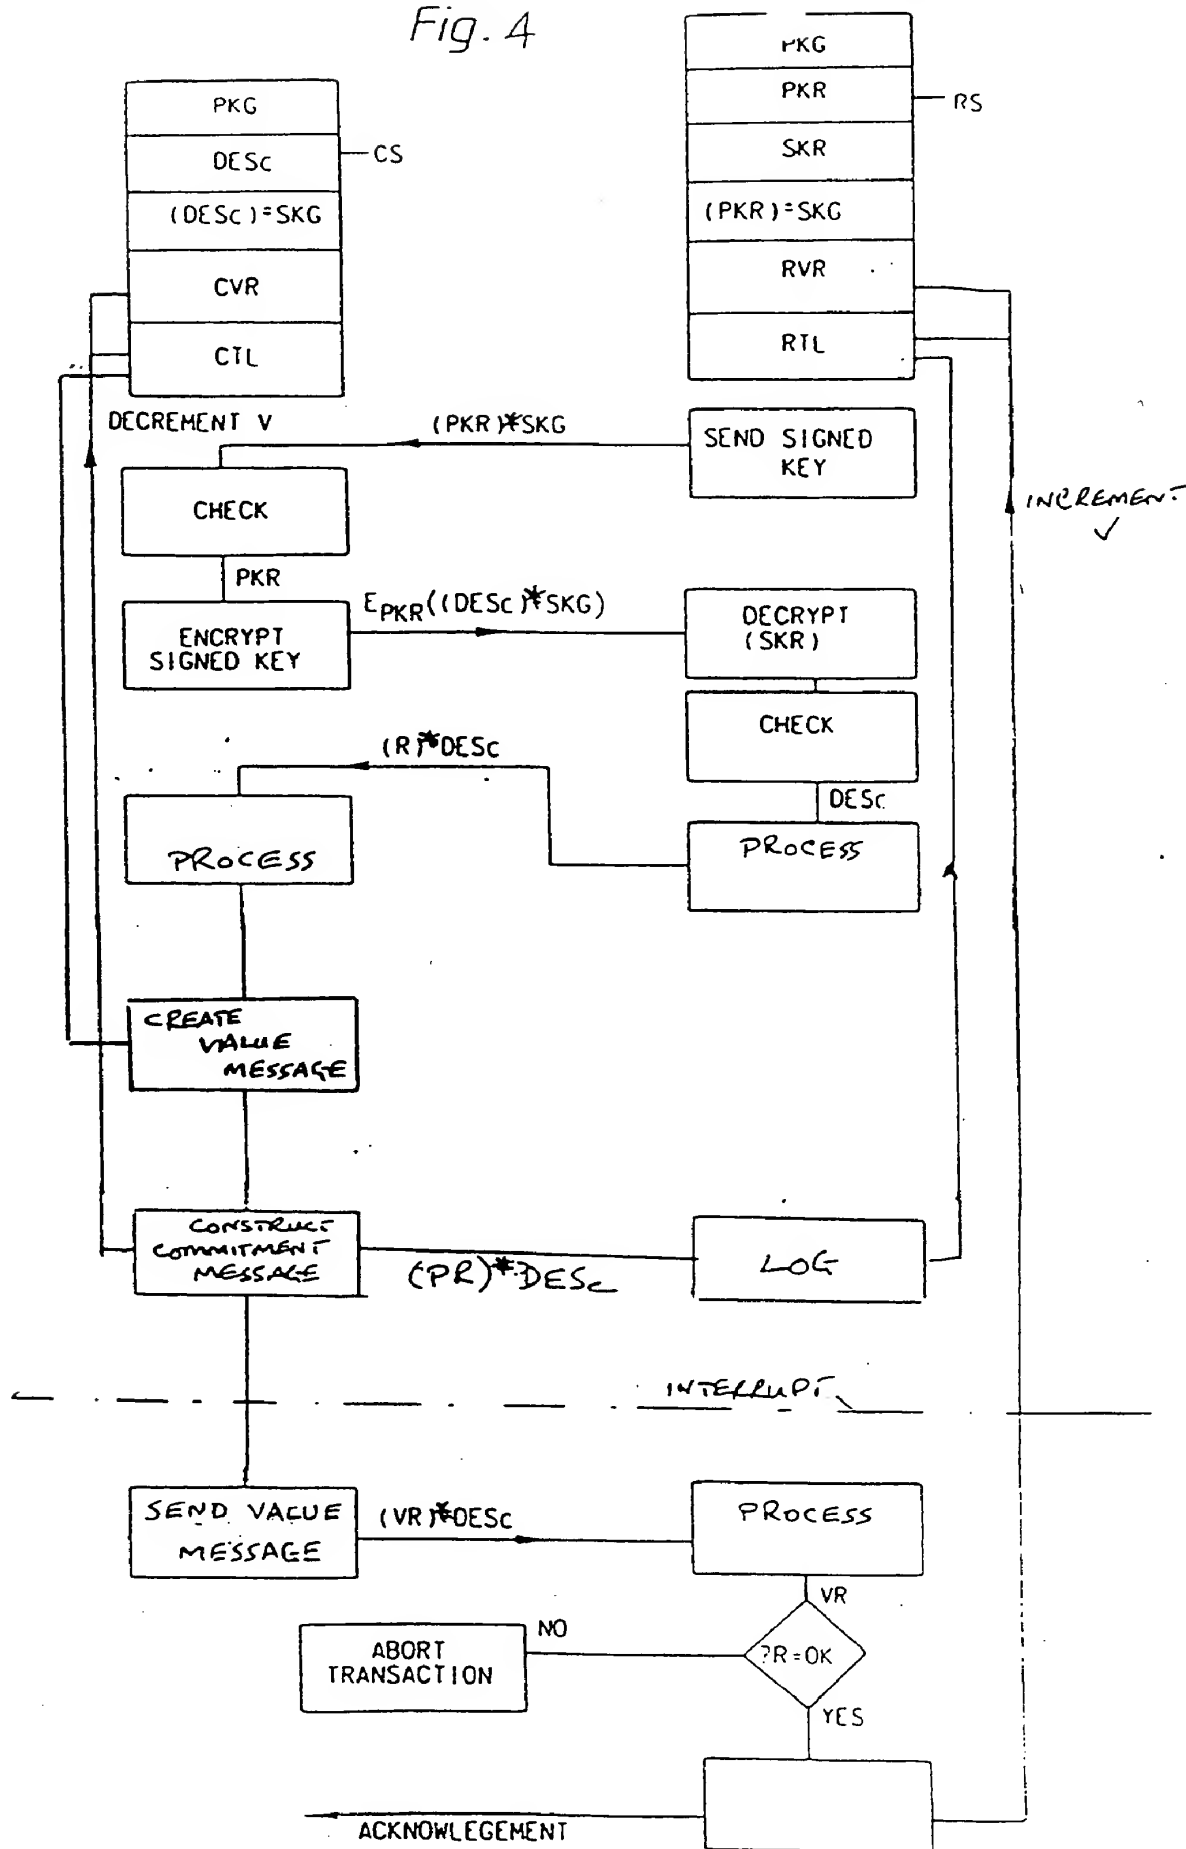 Fig. 4
PKG
DESc
CS
(DESc)=SKG
CVR
CTL
PKG
PKR
RS
SKR
(PKR)=SKG
RVR
RTL
DECREMENT V
(PKR)*SKG
SEND SIGNED
KEY
CHECK
INCREMENT
V
PKR
ENCRYPT
SIGNED KEY
EPKR((DESc)*SKG)
DECRYPT
(SKR)
CHECK
DESc
(R)*DESc
PROCESS
PROCESS
CREATE
VALUE
MESSAGE
CONSTRUCT
COMMITMENT
MESSAGE
(PR)*DESc
LOG
INTERRUPT
SEND VALUE
MESSAGE
(VR)*DESc
PROCESS
VR
?R=OK
NO
ABORT
TRANSACTION
YES
ACKNOWLEGEMENT